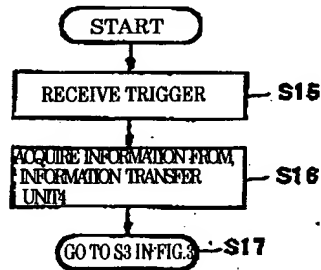 START
RECEIVE TRIGGER
S15
ACQUIRE INFORMATION FROM,
INFORMATION TRANSFER
UNIT4
S16
GO TO S3 IN FIG.3
S17